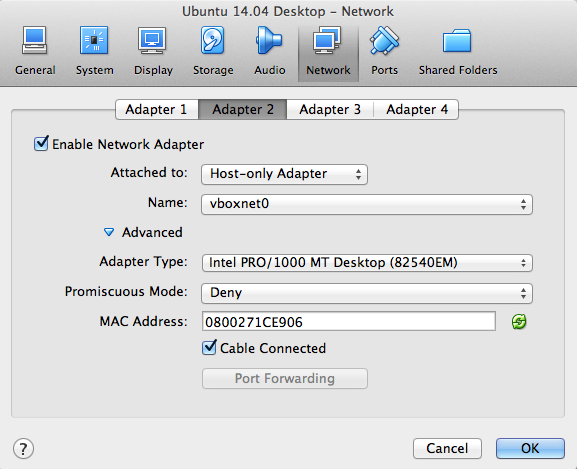 Ubuntu 14.04 Desktop – Network
General System Display Storage Audio Network Ports Shared Folders
Adapter 1 Adapter 2 Adapter 3 Adapter 4
Enable Network Adapter
Attached to: Host-only Adapter
Name: vboxnet0
Advanced
Adapter Type: Intel PRO/1000 MT Desktop (82540EM)
Promiscuous Mode: Deny
MAC Address: 0800271CE906
Cable Connected
Port Forwarding
? Cancel OK